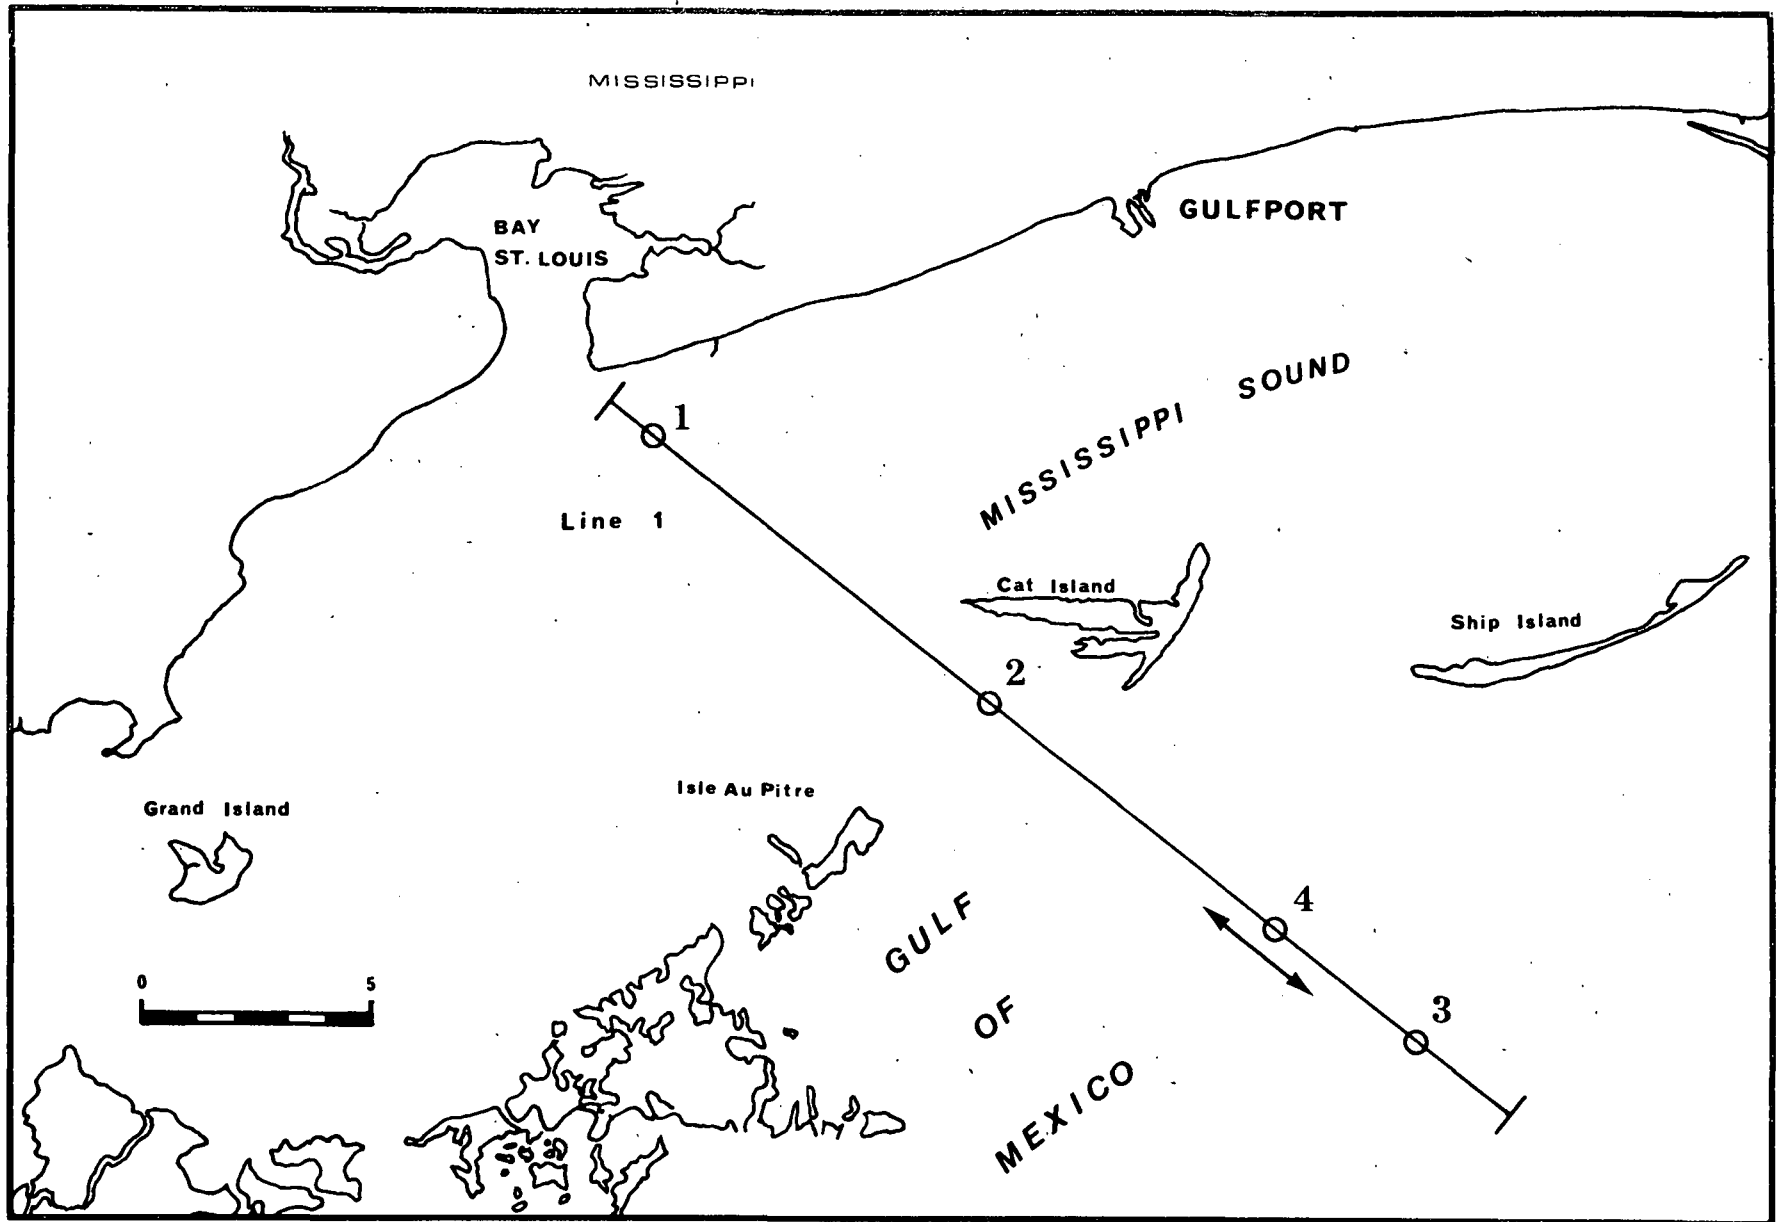 MISSISSIPPI
BAY
ST. LOUIS
GULFPORT
MISSISSIPPI SOUND
1
Line 1
Cat Island
Ship Island
2
Isle Au Pitre
Grand Island
4
GULF
OF
MEXICO
0 5
3